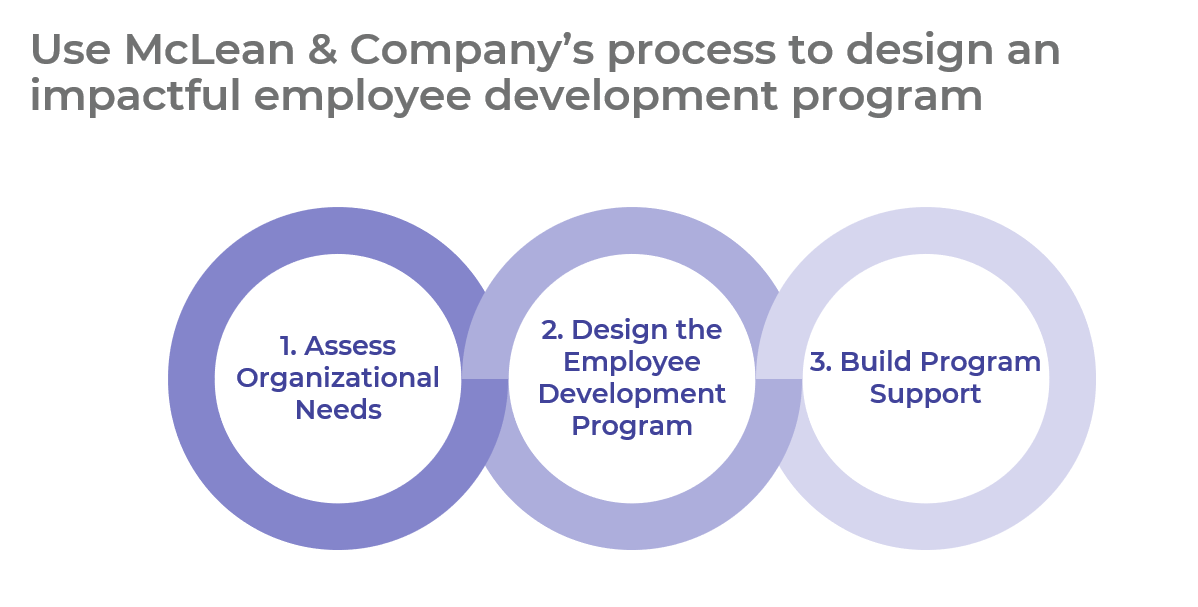 Use McLean & Company’s process to design an
impactful employee development program
1. Assess
Organizational
Needs
2. Design the
Employee
Development
Program
3. Build Program
Support